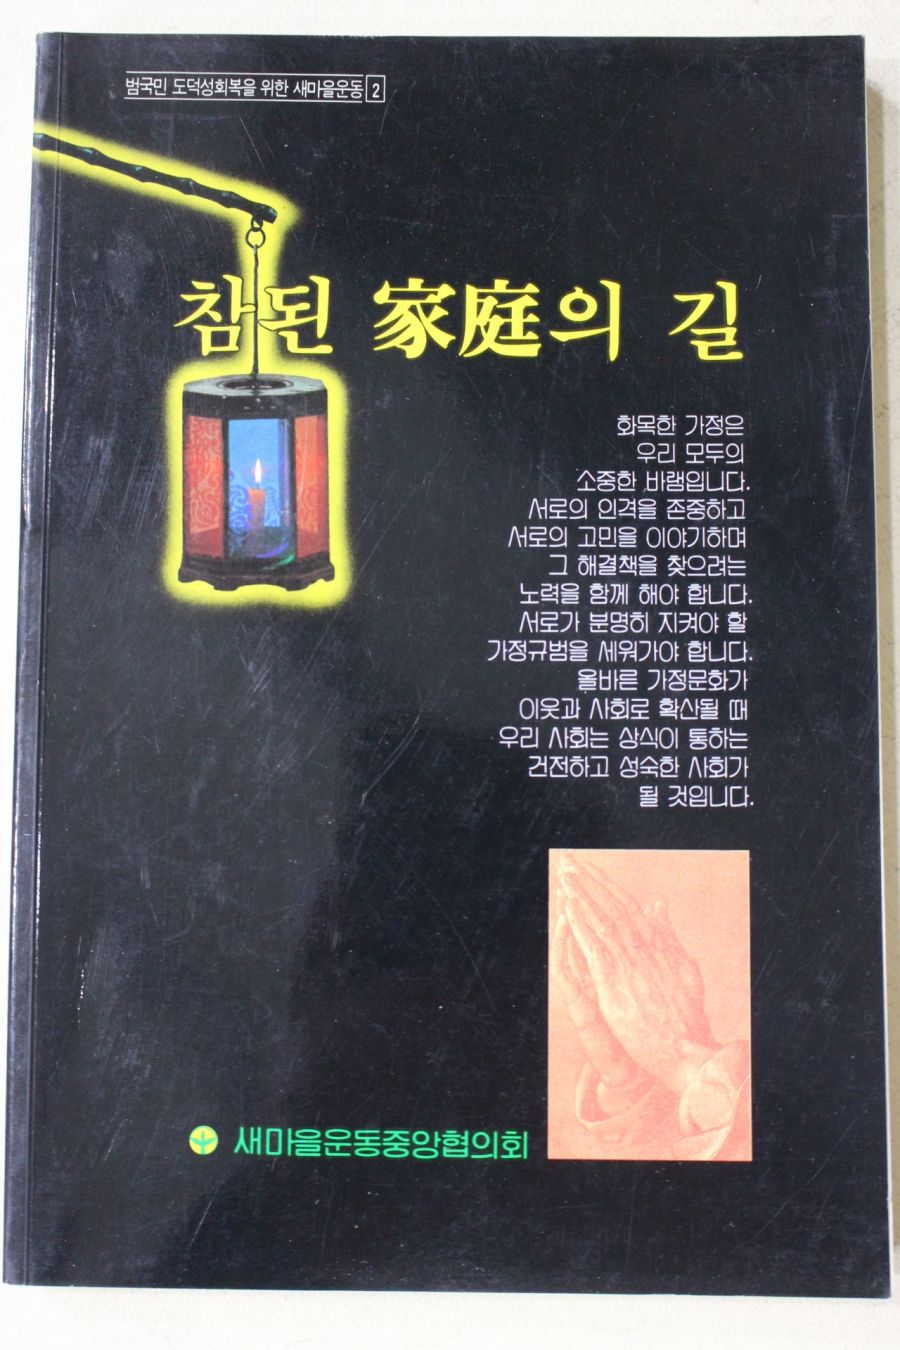 범국민 도덕성회복을 위한 새마을운동 2
참된 家庭의 길
화목한 가정은
우리 모두의
소중한 바램입니다.
서로의 인격을 존중하고
서로의 고민을 이야기하며
그 해결책을 찾으려는
노력을 함께 해야 합니다.
서로가 분명히 지켜야 할
가정규범을 세워가야 합니다.
올바른 가정문화가
이웃과 사회로 확산될 때
우리 사회는 상식이 통하는
건전하고 성숙한 사회가
될 것입니다.
새마을운동중앙협의회